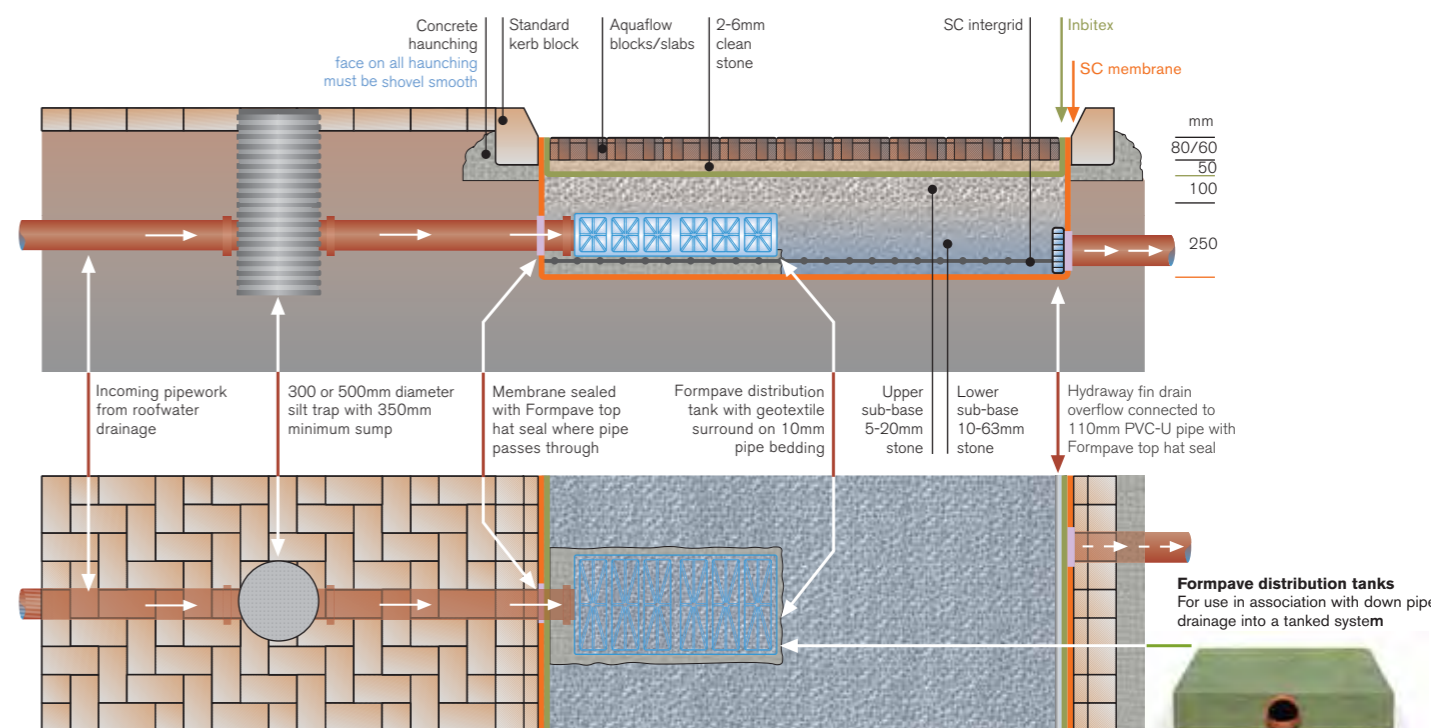 Concrete
haunching
face on all haunching
must be shovel smooth
Standard
kerb block
Aquaflow
blocks/slabs
2-6mm
clean
stone
SC intergrid
Inbitex
SC membrane
mm
80/60
50
100
250
Incoming pipework
from roofwater
drainage
300 or 500mm diameter
silt trap with 350mm
minimum sump
Membrane sealed
with Formpave top
hat seal where pipe
passes through
Formpave distribution
tank with geotextile
surround on 10mm
pipe bedding
Upper
sub-base
5-20mm
stone
Lower
sub-base
10-63mm
stone
Hydraway fin drain
overflow connected to
110mm PVC-U pipe with
Formpave top hat seal
Formpave distribution tanks
For use in association with down pipe
drainage into a tanked system